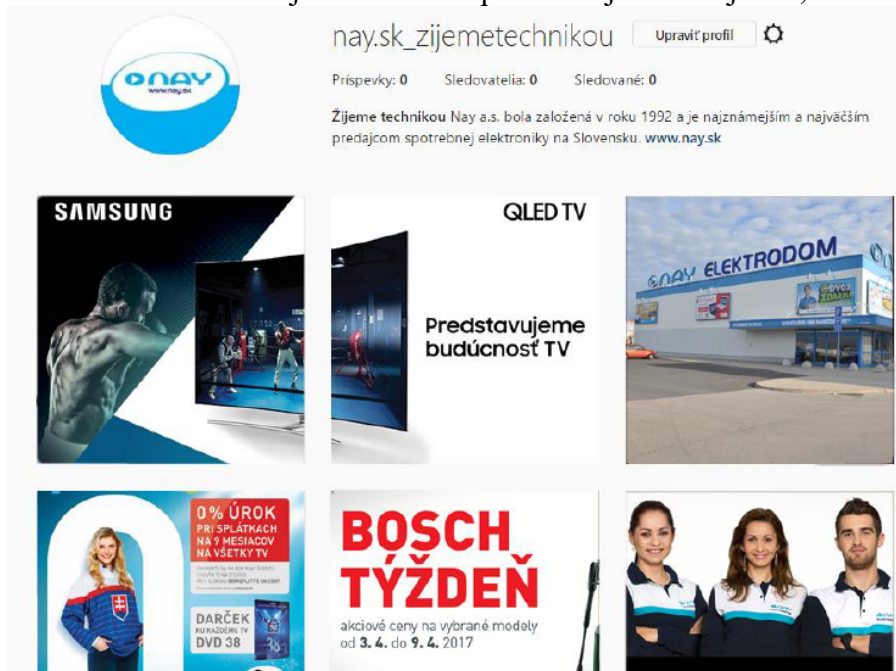 nay.sk_zijemetechnikou Upraviť profil
Príspevky: 0 Sledovatelia: 0 Sledované: 0
Žijeme technikou Nay a.s. bola založená v roku 1992 a je najznámejším a najväčším
predajcom spotrebnej elektroniky na Slovensku. www.nay.sk
NAY
www.nay.sk
SAMSUNG
QLED TV
Predstavujeme
budúcnosť TV
NAY ELEKTRODOM
ZDARMA
0% ÚROK
PRI SPLÁTKACH
NA 9 MESIACOV
NA VŠETKY TV
DARČEK
KU KAŽDÉMU TV
DVD 38
BOSCH
TÝŽDEŇ
akciové ceny na vybrané modely
od 3. 4. do 9. 4. 2017